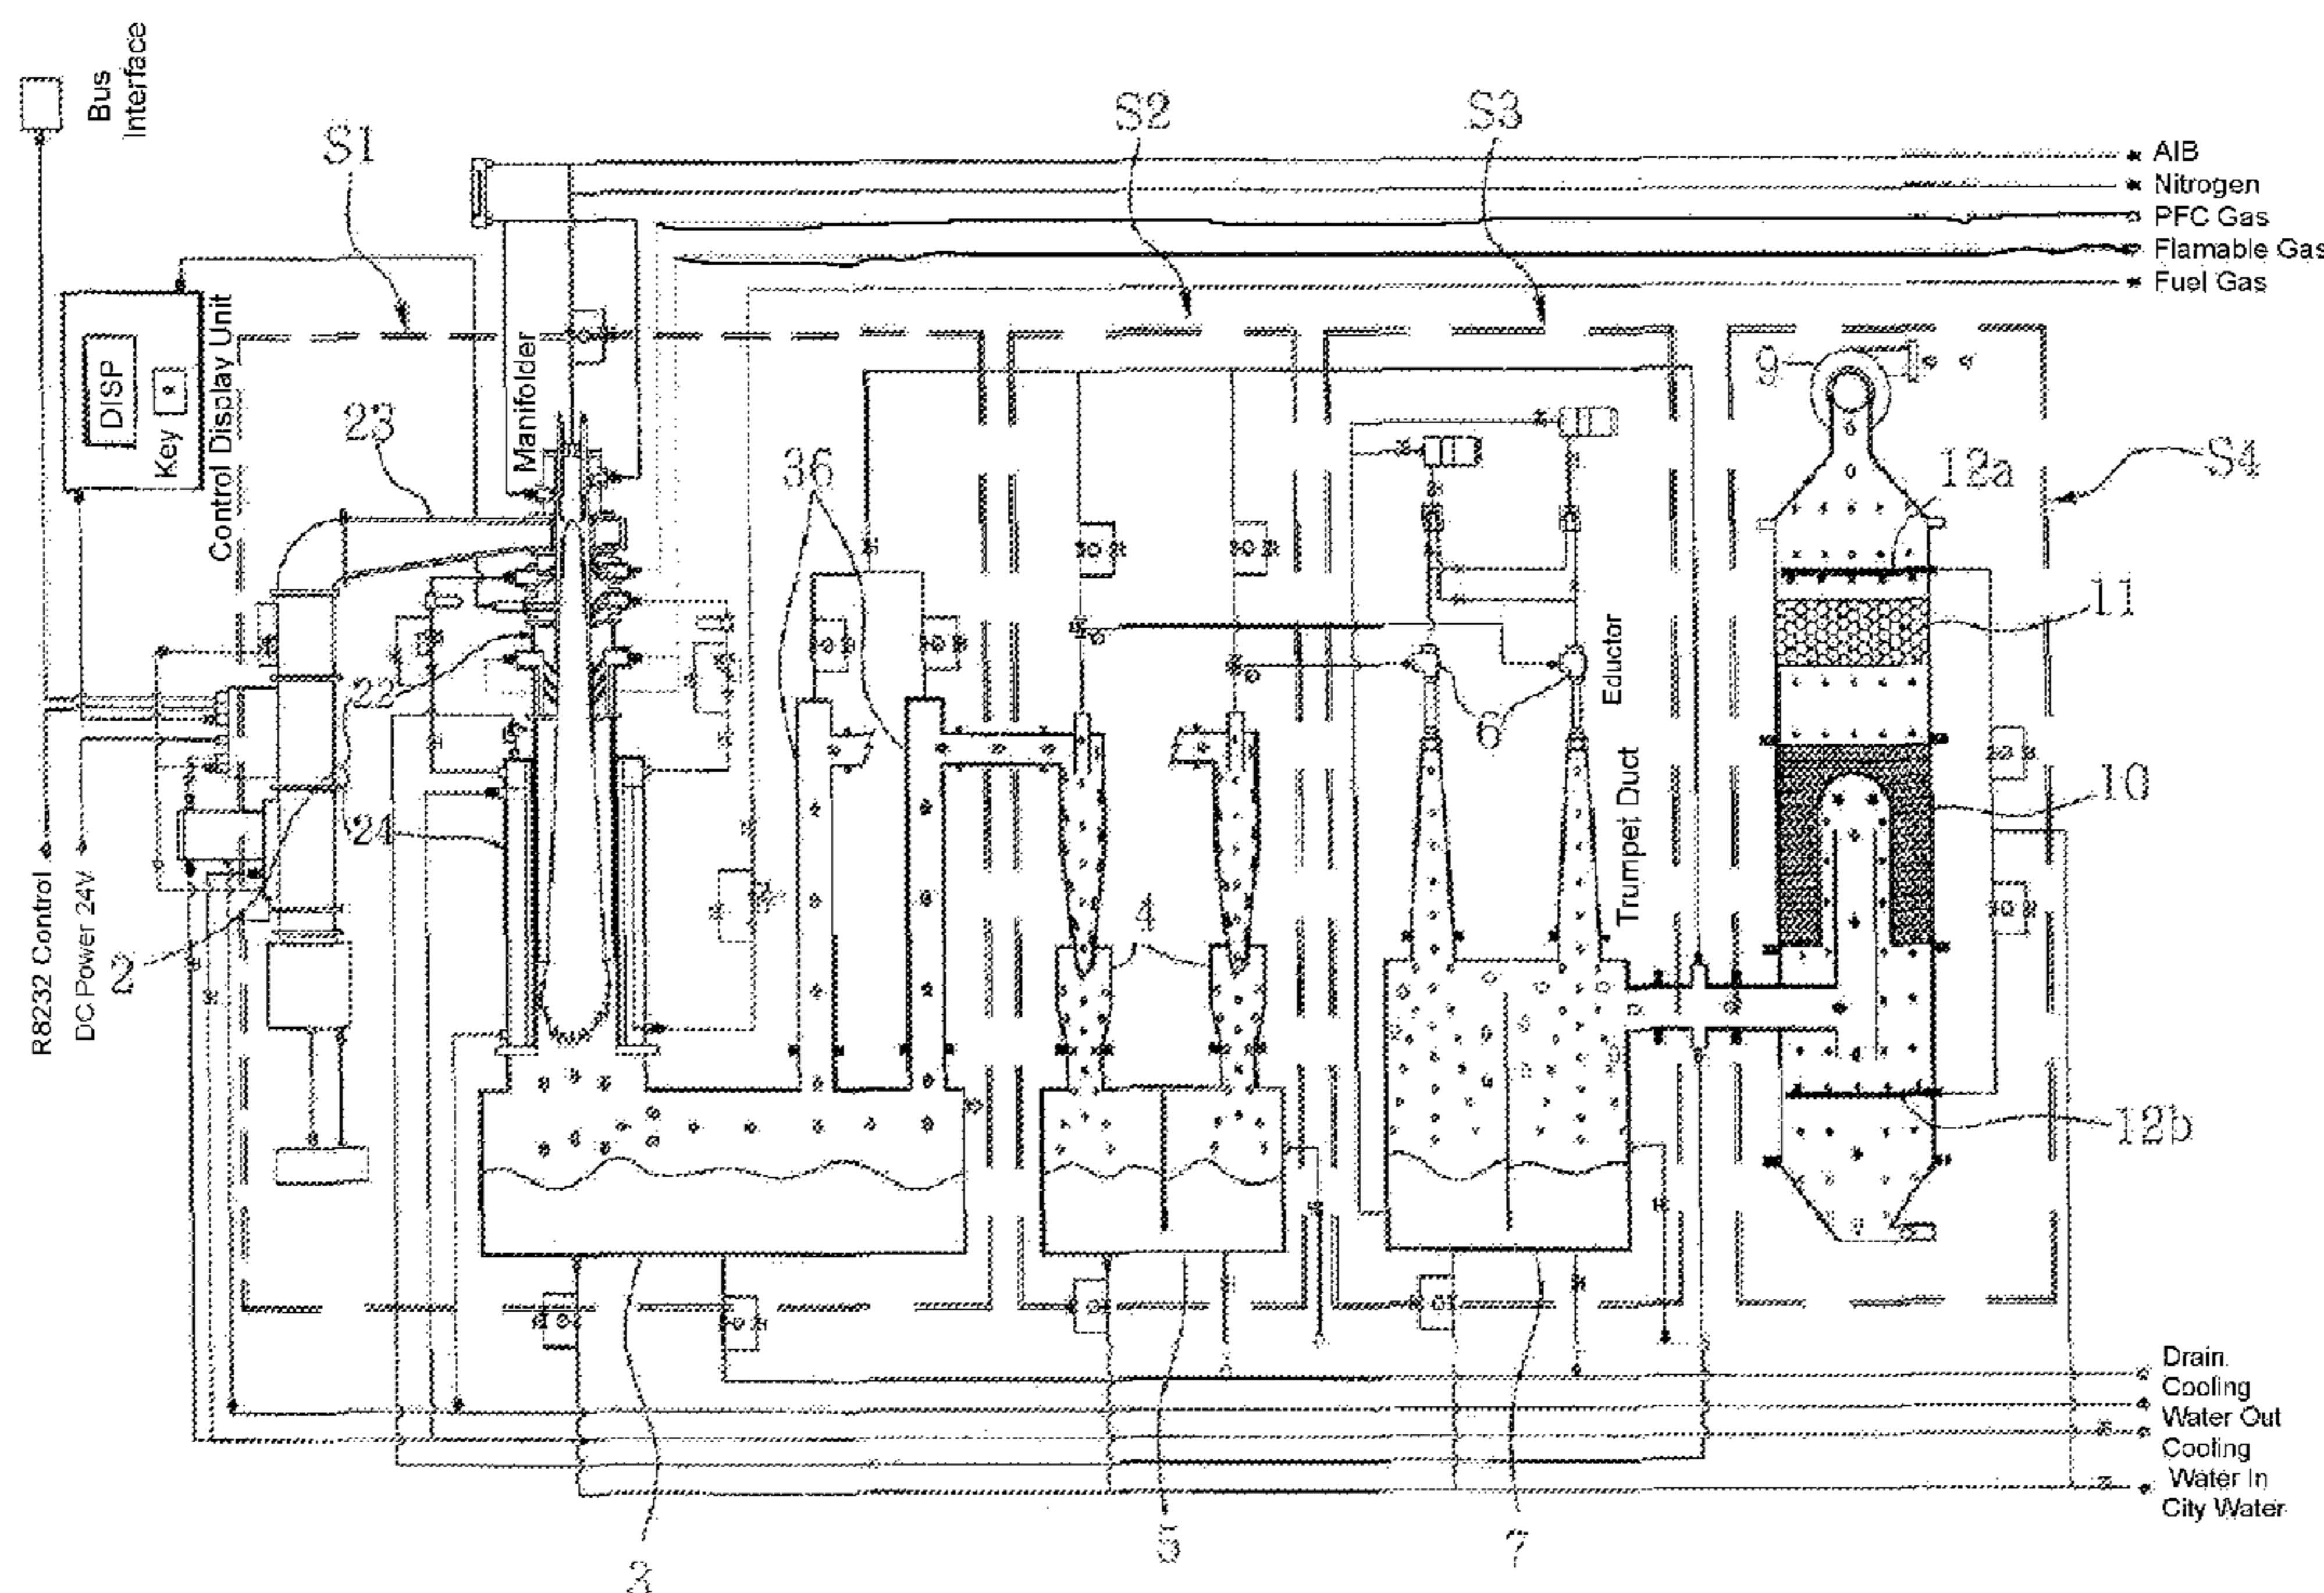 Bus
Interface
S1
S2
S3
AIB
Nitrogen
PFC Gas
Flamable Gas
Fuel Gas
DISP
Key
Control Display Unit
Manifolder
23
36
9
12a
S4
11
22
6
Eductor
24
Trumpet Duct
10
4
R8232 Control
DC Power 24V
2
12b
Drain
Cooling
Water Out
Cooling
Water In
City Water
3
5
7